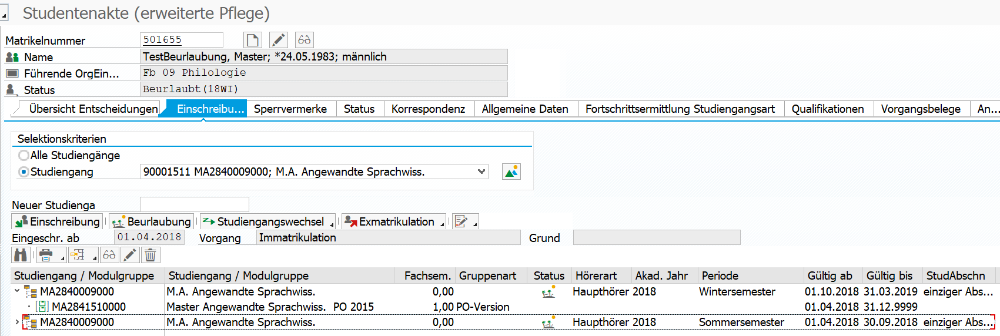 Studentenakte (erweiterte Pflege)
Matrikelnummer 501655
Name TestBeurlaubung, Master; *24.05.1983; männlich
Führende OrgEin... Fb 09 Philologie
Status Beurlaubt(18WI)
Übersicht Entscheidungen Einschreibu... Sperrvermerke Status Korrespondenz Allgemeine Daten Fortschrittsermittlung Studiengangsart Qualifikationen Vorgangsbelege An...
Selektionskriterien
Alle Studiengänge
Studiengang 90001511 MA2840009000; M.A. Angewandte Sprachwiss.
Neuer Studienga
Einschreibung Beurlaubung Studiengangswechsel Exmatrikulation
Eingeschr. ab 01.04.2018 Vorgang Immatrikulation Grund
Studiengang / Modulgruppe Studiengang / Modulgruppe Fachsem. Gruppenart Status Hörerart Akad. Jahr Periode Gültig ab Gültig bis StudAbschn
MA2840009000 M.A. Angewandte Sprachwiss. 0,00 Haupthörer 2018 Wintersemester 01.10.2018 31.03.2019 einziger Abs...
MA2841510000 Master Angewandte Sprachwiss. PO 2015 1,00 PO-Version 01.04.2018 31.12.9999
MA2840009000 M.A. Angewandte Sprachwiss. 0,00 Haupthörer 2018 Sommersemester 01.04.2018 30.09.2018 einziger Abs...